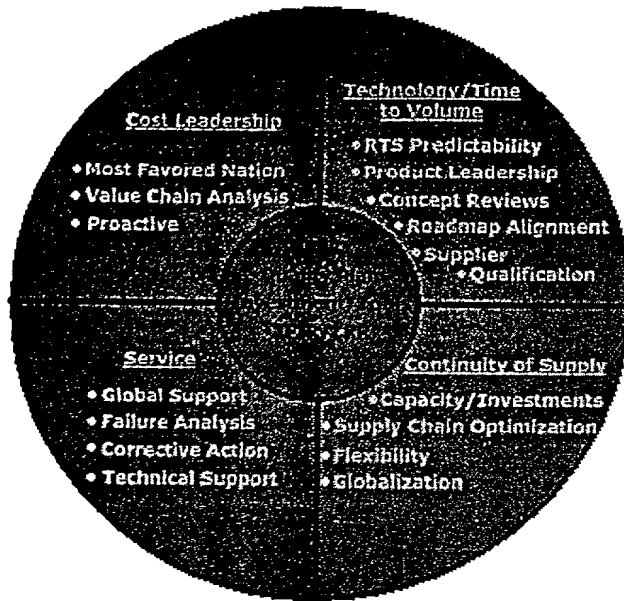 Cost Leadership
• Most Favored Nation
• Value Chain Analysis
• Proactive
Technology/Time
to Volume
• RTS Predictability
• Product Leadership
• Concept Reviews
• Roadmap Alignment
• Supplier
• Qualification
Service
• Global Support
• Failure Analysis
• Corrective Action
• Technical Support
Continuity of Supply
• Capacity/Investments
• Supply Chain Optimization
• Flexibility
• Globalization